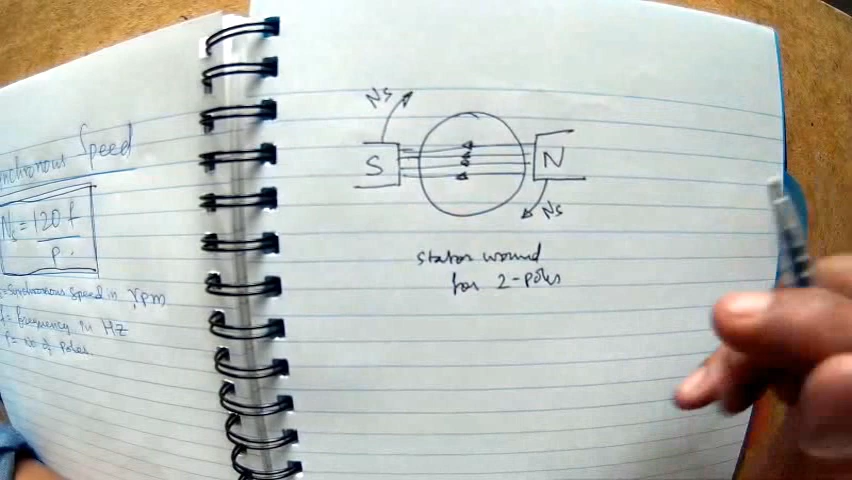 Synchronous Speed
Ns = 120 f
P.
=synchronous speed in rpm
f= frequency in Hz
P= no of poles.
Ns
S
N
Ns
stator wound
for 2-poles